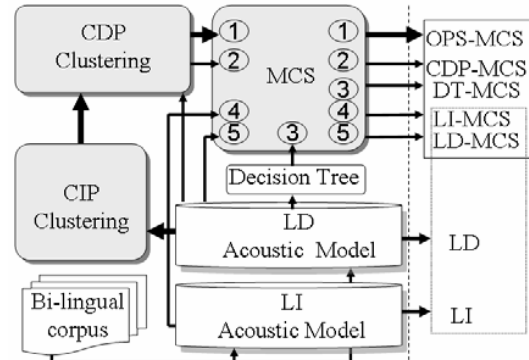 CDP
Clustering
1
2
MCS
4
5
3
1
2
3
4
5
OPS-MCS
CDP-MCS
DT-MCS
LI-MCS
LD-MCS
CIP
Clustering
Decision Tree
LD
Acoustic Model
LD
LI
Acoustic Model
LI
Bi-lingual
corpus